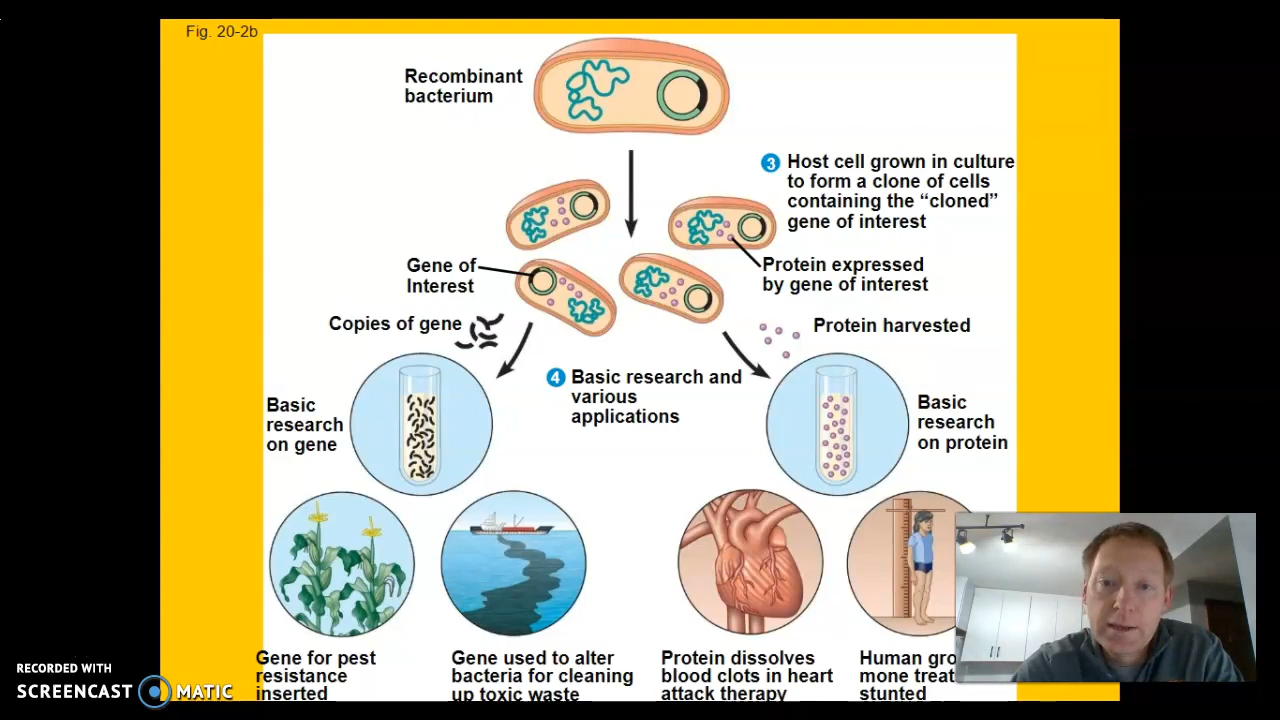 Fig. 20-2b
Recombinant
bacterium
3 Host cell grown in culture
to form a clone of cells
containing the “cloned”
gene of interest
Gene of
Interest
Protein expressed
by gene of interest
Copies of gene
Protein harvested
4 Basic research and
various
applications
Basic
research
on gene
Basic
research
on protein
Gene for pest
resistance
inserted
Gene used to alter
bacteria for cleaning
up toxic waste
Protein dissolves
blood clots in heart
attack therapy
Human gro
mone treat
stunted
RECORDED WITH
SCREENCAST MATIC